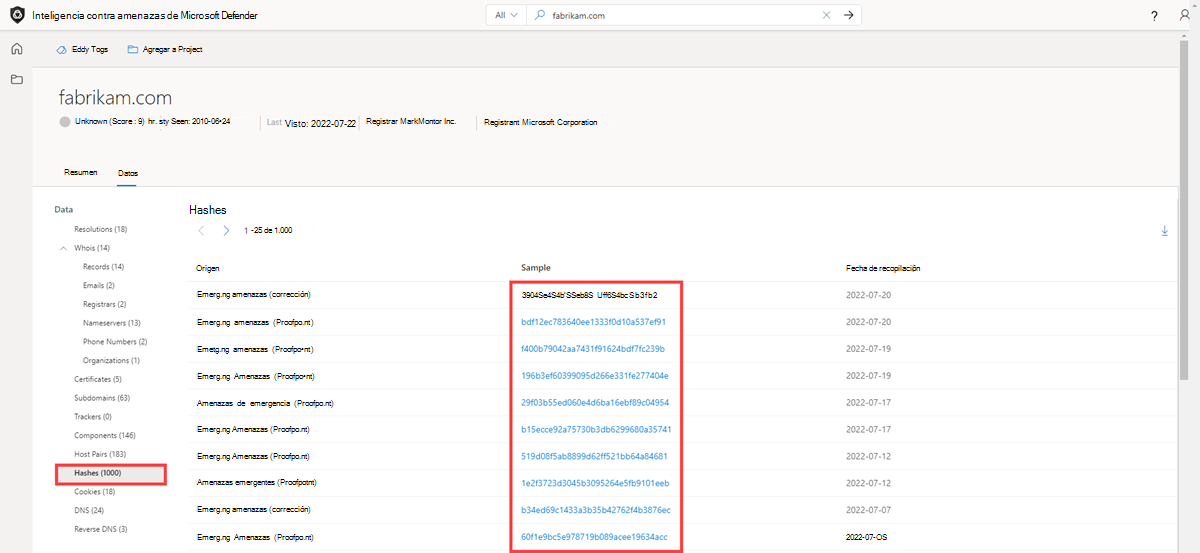 Inteligencia contra amenazas de Microsoft Defender
All
fabrikam.com
?
Eddy Togs
Agregar a Project
fabrikam.com
Unknown (Score : 9) hr. sty Seen: 2010-06•24
Last Visto: 2022-07-22
Registrar MarkMontor Inc.
Registrant Microsoft Corporation
Resumen
Datos
Data
Resolutions (18)
Whois (14)
Records (14)
Emails (2)
Registrars (2)
Nameservers (13)
Phone Numbers (2)
Organizations (1)
Certificates (5)
Subdomains (63)
Trackers (0)
Components (146)
Host Pairs (183)
Hashes (1000)
Cookies (18)
DNS (24)
Reverse DNS (3)
Hashes
1 -25 de 1.000
Origen Sample Fecha de recopilación
Emerg.ng amenazas (corrección) 3904Se4S4b'SSeb8S Uff6S4bcSb3fb2 2022-07-20
Emerg.ng amenazas (Proofpo.nt) bdf12ec783640ee1333f0d10a537ef91 2022-07-20
Emetg.ng amenazas (Proofpo•nt) f400b79042aa7431f91624bdf7fc239b 2022-07-19
Emerg.ng Amenazas (Proofpo•nt) 196b3ef60399095d266e331fe277404e 2022-07-19
Amenazas de emergencia (Proofpo.nt) 29f03b55ed060e4d6ba16ebf89c04954 2022-07-17
Emerg.ng Amenazas (Proofpo.nt) b15ecce92a75730b3db6299680a35741 2022-07-17
Emerg.ng Amenazas (Proofpo.nt) 519d08f5ab8899d62ff521bb64a84681 2022-07-12
Amenazas emergentes (Proofpotnt) 1e2f3723d3045b3095264e5fb9101eeb 2022-07-12
Emerg.ng amenazas (corrección) b34ed69c1433a3b35b42762f4b3876ec 2022-07-07
Emerg.ng Amenazas (Proofpo.nt) 60f1e9bc5e978719b089acee19634acc 2022-07-OS